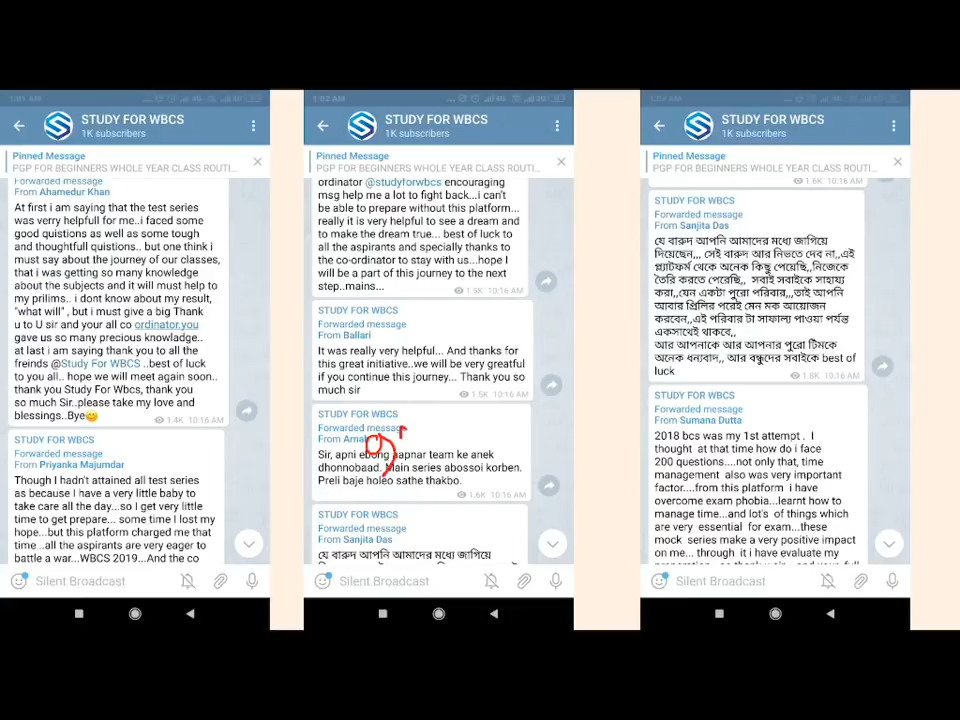 1:01 AM
STUDY FOR WBCS
1K subscribers
Pinned Message
PGP FOR BEGINNERS WHOLE YEAR CLASS ROUTI...
Forwarded message
From Ahamedur Khan
At first i am saying that the test series
was verry helpfull for me..i faced some
good quistions as well as some tough
and thoughtfull quistions.. but one think i
must say about the journey of our classes,
that i was getting so many knowledge
about the subjects and it will must help to
my prilims. i dont know about my result,
"what will" , but i must give a big Thank
u to U sir and your all co ordinator.you
gave us so many precious knowladge..
at last i am saying thank you to all the
freinds @Study For WBCS ..best of luck
to you all.. hope we will meet again soon..
thank you Study For Wbcs, thank you
so much Sir..please take my love and
blessings..Bye😊
1.4K 10:16 AM
STUDY FOR WBCS
Forwarded message
From Priyanka Majumdar
Though I hadn't attained all test series
as because I have a very little baby to
take care all the day...so I get very little
time to get prepare... some time I lost my
hope...but this platform charged me that
time ..all the aspirants are very eager to
battle a war...WBCS 2019...And the co
Silent Broadcast
1:02 AM
STUDY FOR WBCS
1K subscribers
Pinned Message
PGP FOR BEGINNERS WHOLE YEAR CLASS ROUTI...
ordinator @studyforwbcs encouraging
msg help me a lot to fight back...i can't
be able to prepare without this platform...
really it is very helpful to see a dream and
to make the dream true... best of luck to
all the aspirants and specially thanks to
the co-ordinator to stay with us...hope I
will be a part of this journey to the next
step..mains...
1.5K 10:16 AM
STUDY FOR WBCS
Forwarded message
From Ballari
It was really very helpful... And thanks for
this great initiative..we will be very greatful
if you continue this journey... Thank you so
much sir
1.5K 10:16 AM
STUDY FOR WBCS
Forwarded message
From Arnab
Sir, apni ebong aapnar team ke anek
dhonnobaad. Main series abossoi korben.
Preli baje holeo sathe thakbo.
1.6K 10:16 AM
STUDY FOR WBCS
Forwarded message
From Sanjita Das
যে বারুদ আপনি আমাদের মধ্যে জাগিয়ে
Silent Broadcast
STUDY FOR WBCS
1K subscribers
Pinned Message
PGP FOR BEGINNERS WHOLE YEAR CLASS ROUTI...
1.6K 10:16 AM
STUDY FOR WBCS
Forwarded message
From Sanjita Das
যে বারুদ আপনি আমাদের মধ্যে জাগিয়ে
দিয়েছেন,,, সেই বারুদ আর নিভতে দেব না,,এই
প্ল্যাটফর্ম থেকে অনেক কিছু পেয়েছি,,নিজেকে
তৈরি করতে পেরেছি,, সবাই সবাইকে সাহায্য
করা,,যেন একটা পুরো পরিবার,,,তাই আপনি
আবার প্রিলির পরেই মেন মক আয়োজন
করবেন,,এই পরিবার টা সাফাল্য পাওয়া পর্যন্ত
একসাথেই থাকবে,,
আর আপনাকে আর আপনার পুরো টিমকে
অনেক ধন্যবাদ,, আর বন্ধুদের সবাইকে best of
luck
1.6K 10:16 AM
STUDY FOR WBCS
Forwarded message
From Sumana Dutta
2018 bcs was my 1st attempt . I
thought at that time how do i face
200 questions....not only that, time
management also was very important
factor....from this platform i have
overcome exam phobia...learnt how to
manage time...and lot's of things which
are very essential for exam...these
mock series make a very positive impact
on me... through it i have evaluate my
Silent Broadcast